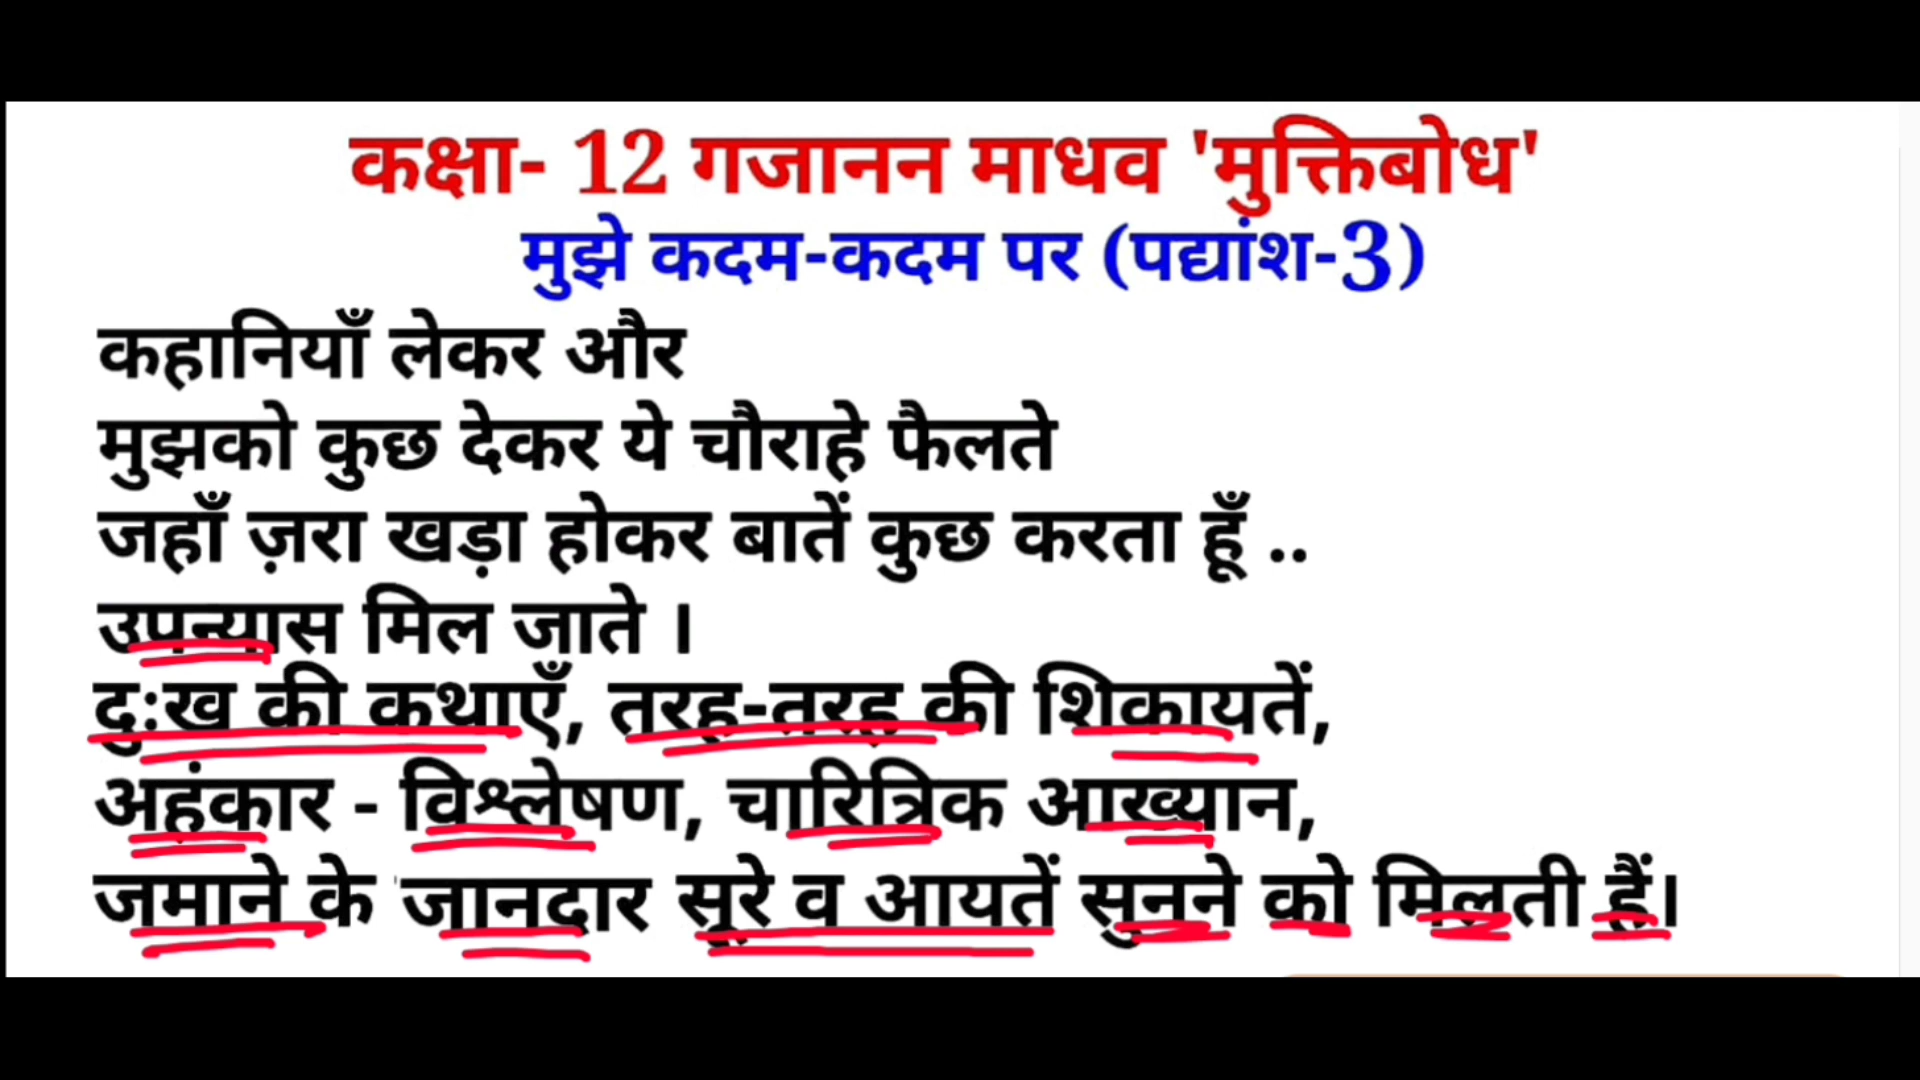 कक्षा- 12 गजानन माधव 'मुक्तिबोध'
मुझे कदम-कदम पर (पद्यांश-3)
कहानियाँ लेकर और
मुझको कुछ देकर ये चौराहे फैलते
जहाँ ज़रा खड़ा होकर बातें कुछ करता हूँ ..
उपन्यास मिल जाते ।
दुःख की कथाएँ, तरह-तरह की शिकायतें,
अहंकार - विश्लेषण, चारित्रिक आख्यान,
जमाने के जानदार सूरे व आयतें सुनने को मिलती हैं।